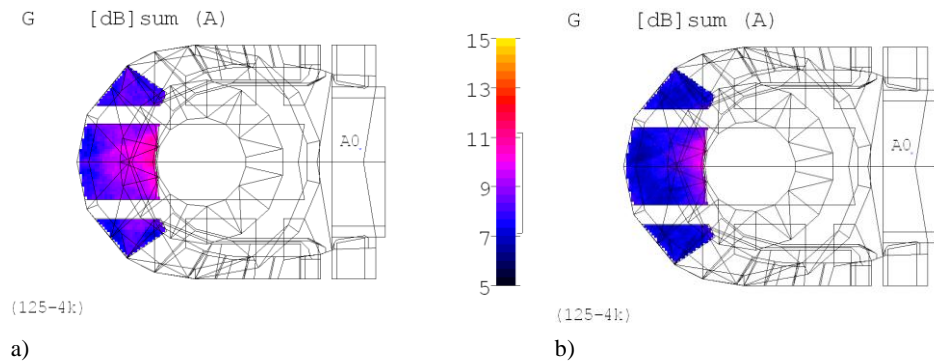 G [dB]sum (A)
A0
(125-4k)
a)
15
13
11
9
7
5
G [dB]sum (A)
A0
(125-4k)
b)